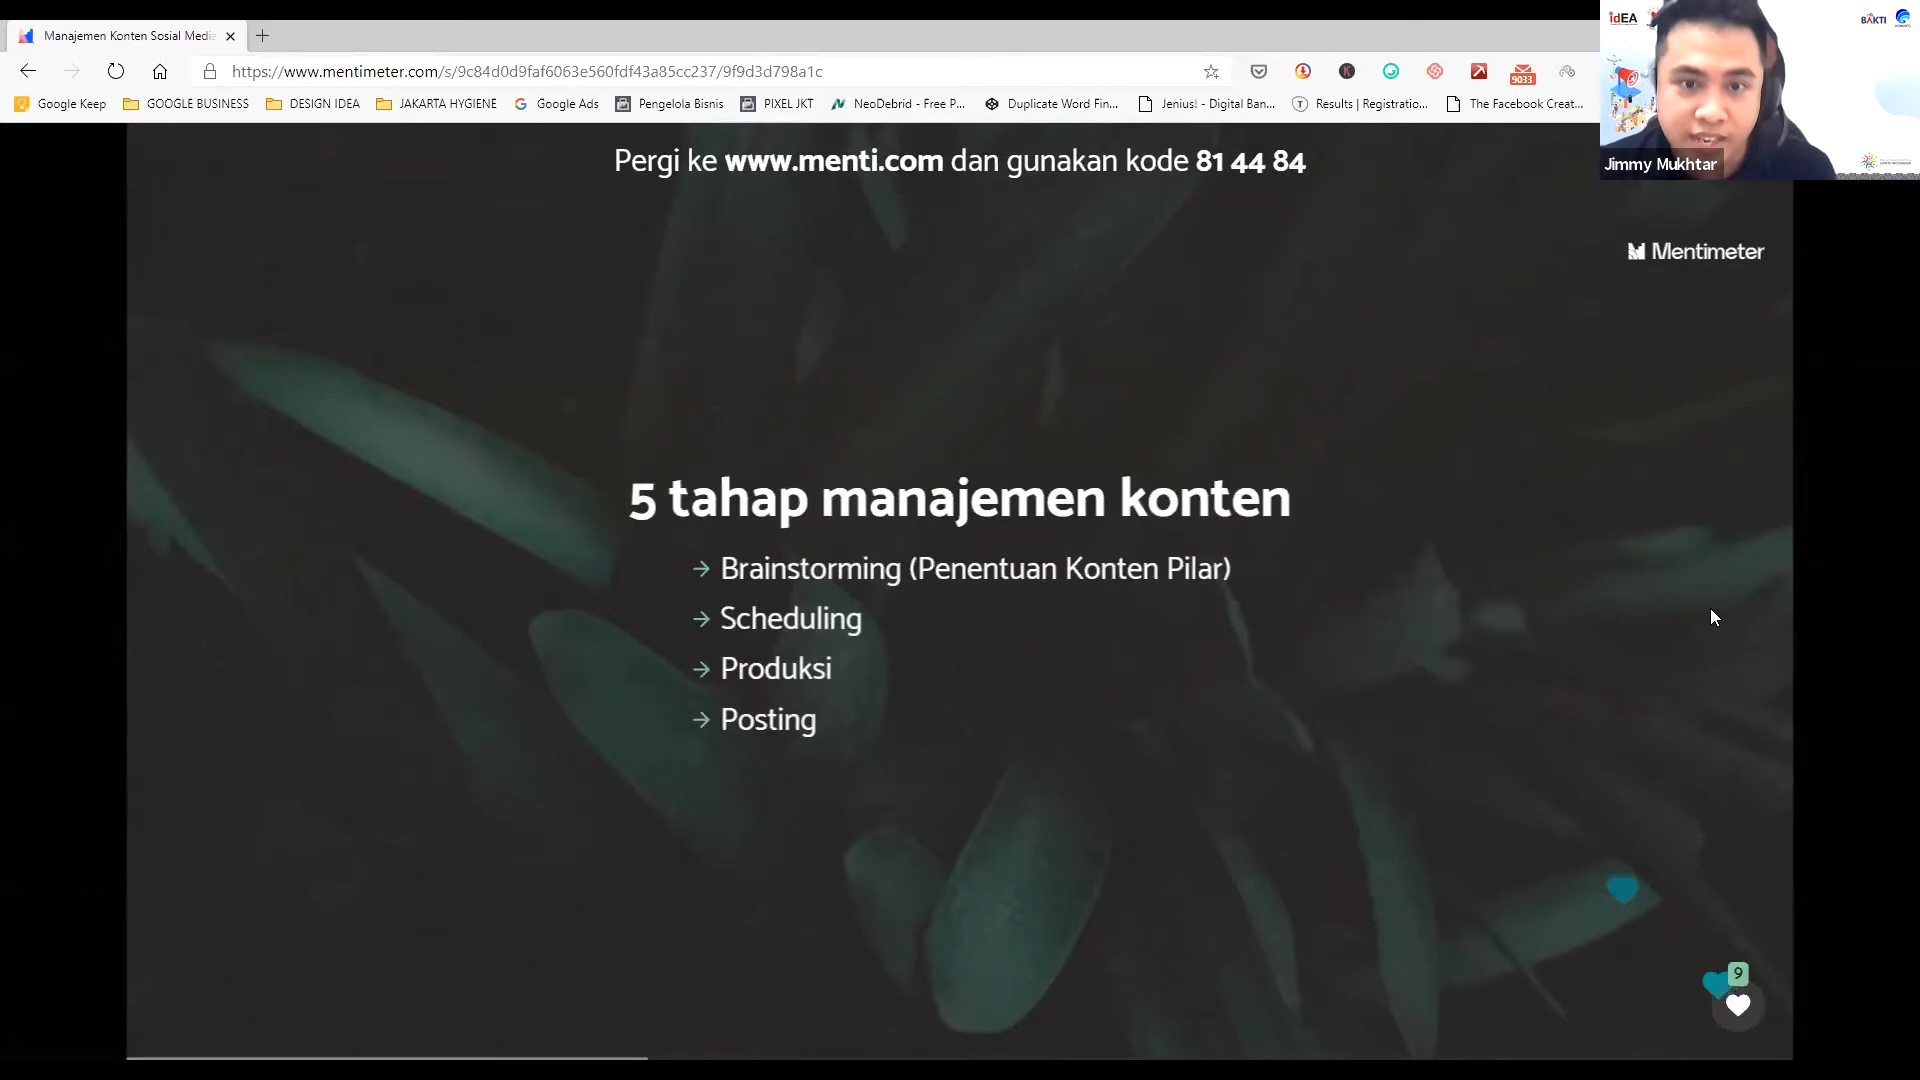 Manajemen Konten Sosial Media
https://www.mentimeter.com/s/9c84d0d9faf6063e560fdf43a85cc237/9f9d3d798a1c
9033
Google Keep
GOOGLE BUSINESS
DESIGN IDEA
JAKARTA HYGIENE
Google Ads
Pengelola Bisnis
PIXEL JKT
NeoDebrid - Free P...
Duplicate Word Fin...
Jenius! - Digital Ban...
Results | Registratio...
The Facebook Creat...
idEA
BAKTI
Jimmy Mukhtar
Pergi ke www.menti.com dan gunakan kode 81 44 84
Mentimeter
5 tahap manajemen konten
→ Brainstorming (Penentuan Konten Pilar)
→ Scheduling
→ Produksi
→ Posting
9